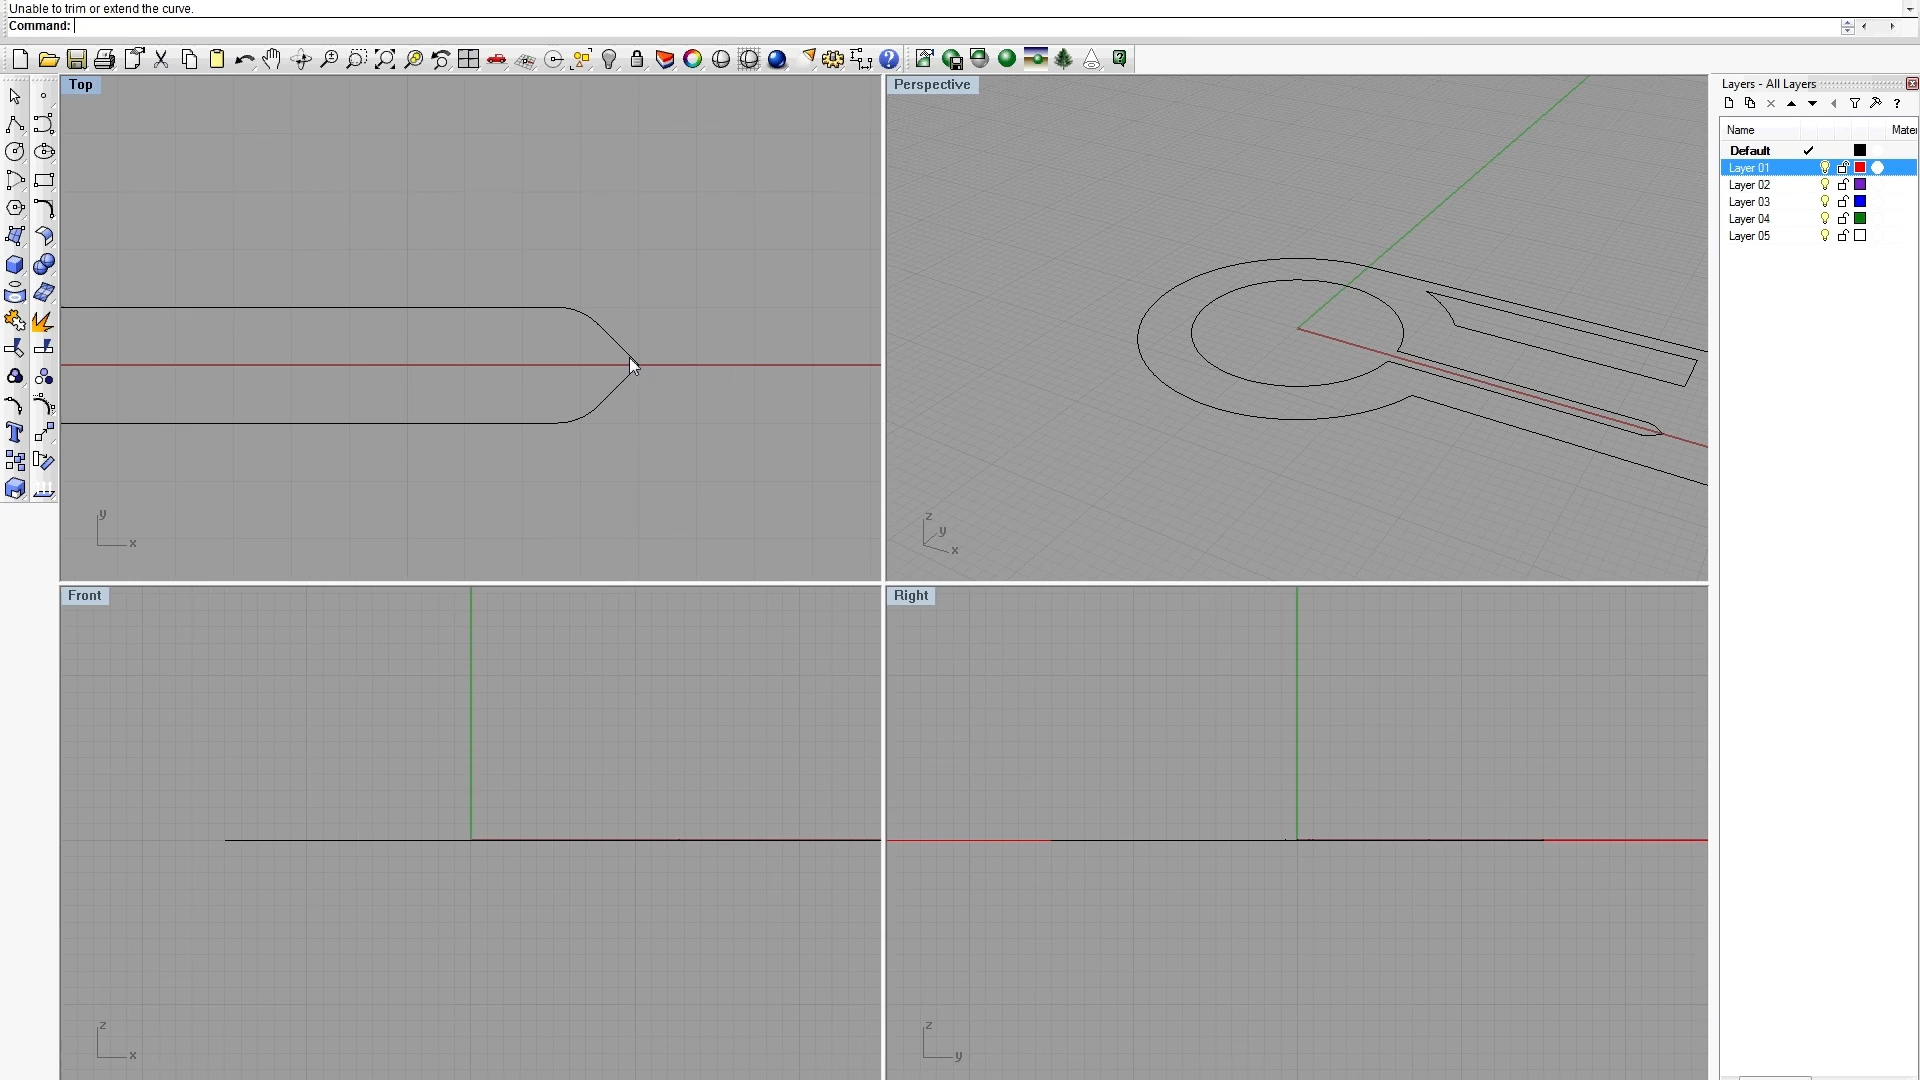 Unable to trim or extend the curve.
Command:
Top
Perspective
Layers - All Layers
Name
Mater
Default
Layer 01
Layer 02
Layer 03
Layer 04
Layer 05
y
x
z
y
x
Front
Right
z
x
z
y